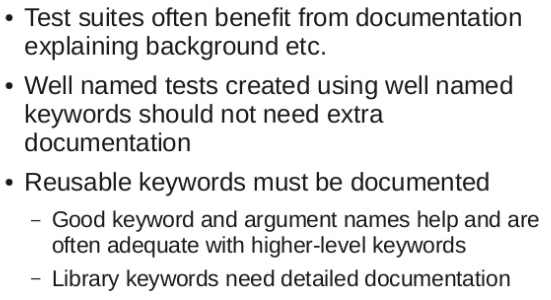 • Test suites often benefit from documentation
explaining background etc.
• Well named tests created using well named
keywords should not need extra
documentation
• Reusable keywords must be documented
– Good keyword and argument names help and are
often adequate with higher-level keywords
– Library keywords need detailed documentation